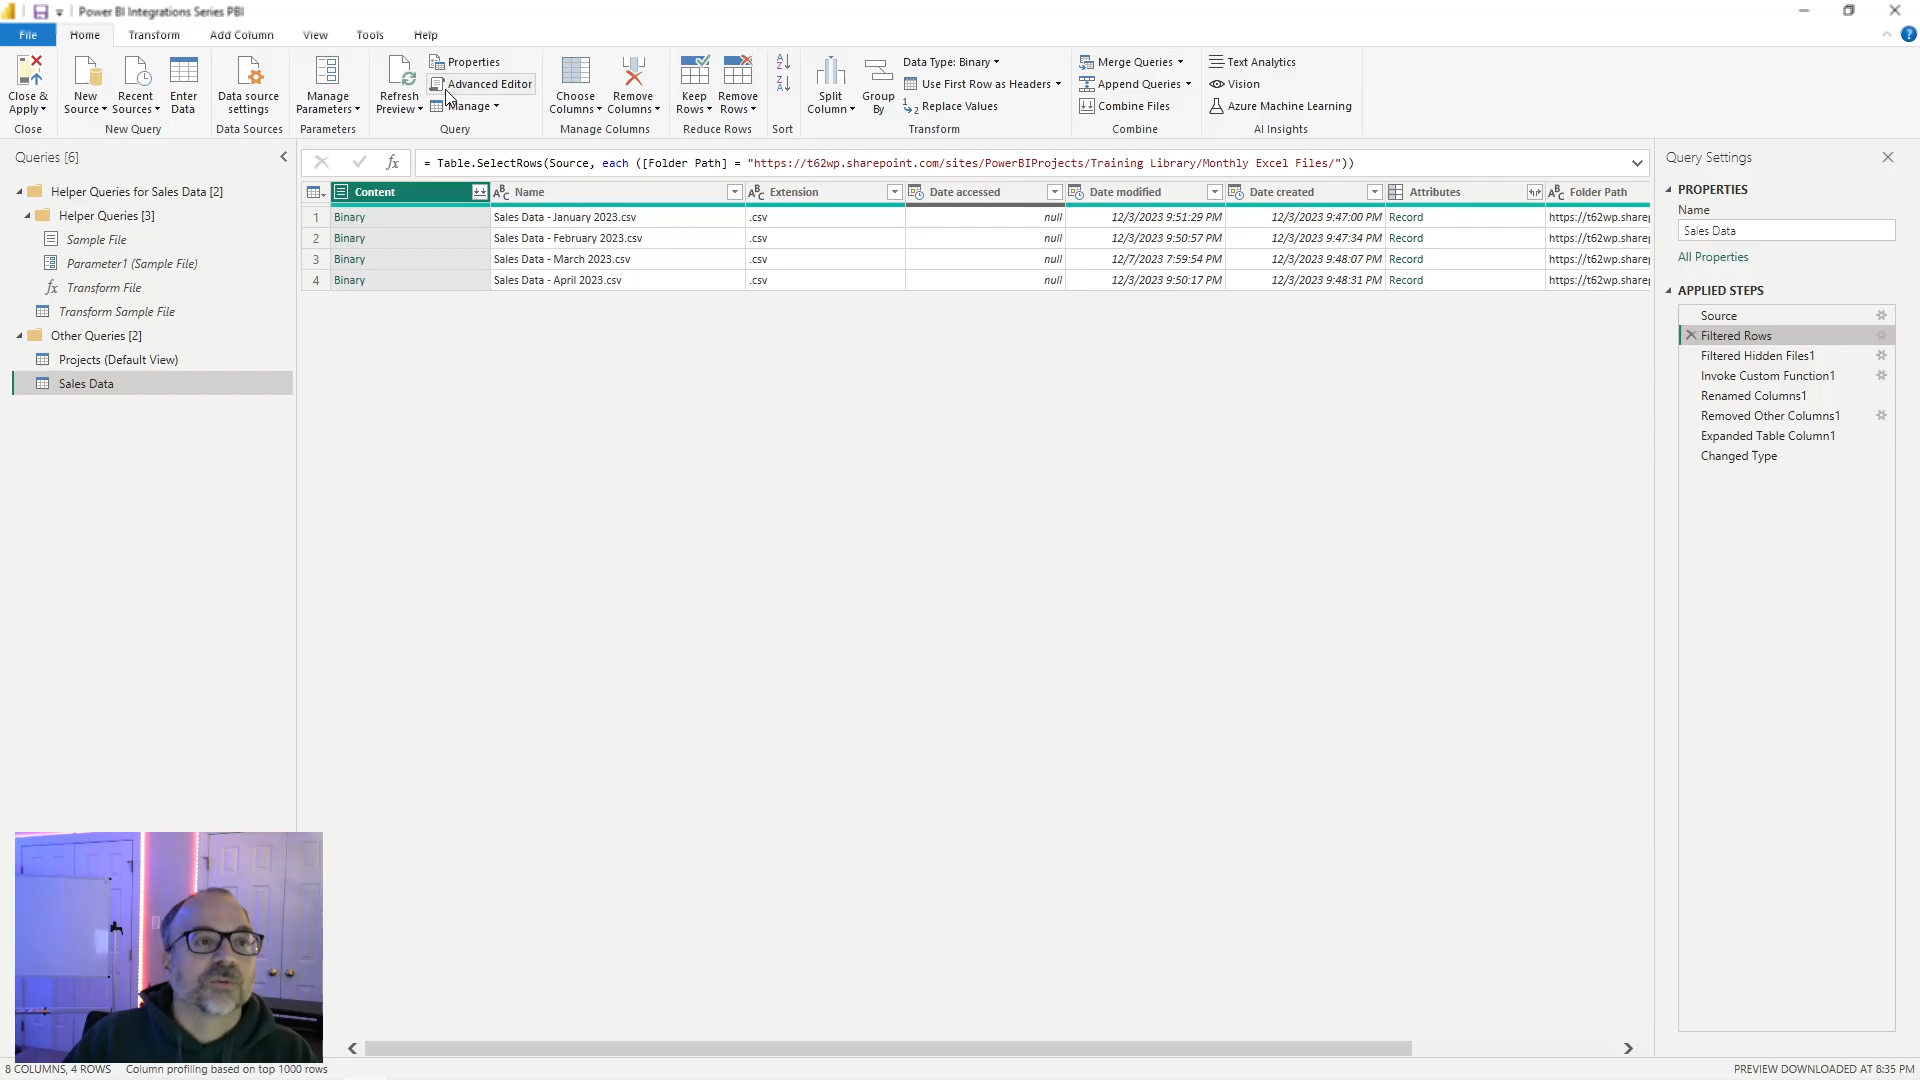 Power BI Integrations Series PBI
File Home Transform Add Column View Tools Help
Close & Apply
Close
New Source
Recent Sources
Enter Data
New Query
Data source settings
Data Sources
Manage Parameters
Parameters
Refresh Preview
Properties
Advanced Editor
Manage
Query
Choose Columns
Remove Columns
Manage Columns
Keep Rows
Remove Rows
Reduce Rows
Sort
Split Column
Group By
Data Type: Binary
Use First Row as Headers
Replace Values
Transform
Merge Queries
Append Queries
Combine Files
Combine
Text Analytics
Vision
Azure Machine Learning
AI Insights
Queries [6]
Helper Queries for Sales Data [2]
Helper Queries [3]
Sample File
Parameter1 (Sample File)
Transform File
Transform Sample File
Other Queries [2]
Projects (Default View)
Sales Data
= Table.SelectRows(Source, each ([Folder Path] = "https://t62wp.sharepoint.com/sites/PowerBIProjects/Training Library/Monthly Excel Files/"))
Content Name Extension Date accessed Date modified Date created Attributes Folder Path
1 Binary Sales Data - January 2023.csv .csv null 12/3/2023 9:51:29 PM 12/3/2023 9:47:00 PM Record https://t62wp.sharep
2 Binary Sales Data - February 2023.csv .csv null 12/3/2023 9:50:57 PM 12/3/2023 9:47:34 PM Record https://t62wp.sharep
3 Binary Sales Data - March 2023.csv .csv null 12/7/2023 7:59:54 PM 12/3/2023 9:48:07 PM Record https://t62wp.sharep
4 Binary Sales Data - April 2023.csv .csv null 12/3/2023 9:50:17 PM 12/3/2023 9:48:31 PM Record https://t62wp.sharep
Query Settings
PROPERTIES
Name
Sales Data
All Properties
APPLIED STEPS
Source
Filtered Rows
Filtered Hidden Files1
Invoke Custom Function1
Renamed Columns1
Removed Other Columns1
Expanded Table Column1
Changed Type
8 COLUMNS, 4 ROWS Column profiling based on top 1000 rows
PREVIEW DOWNLOADED AT 8:35 PM